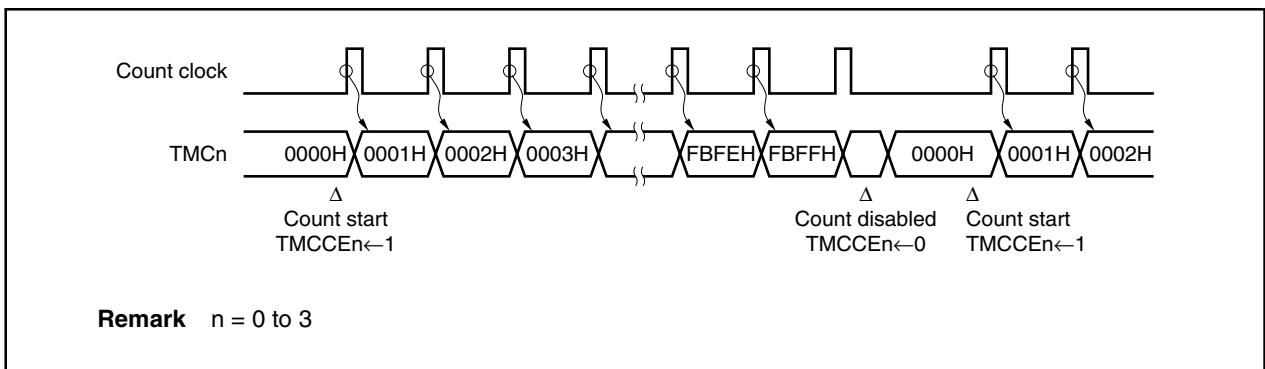 Count clock
TMCn 0000H 0001H 0002H 0003H FBFEH FBFFH 0000H 0001H 0002H
Δ Δ Δ
Count start Count disabled Count start
TMCCEn←1 TMCCEn←0 TMCCEn←1
Remark n = 0 to 3